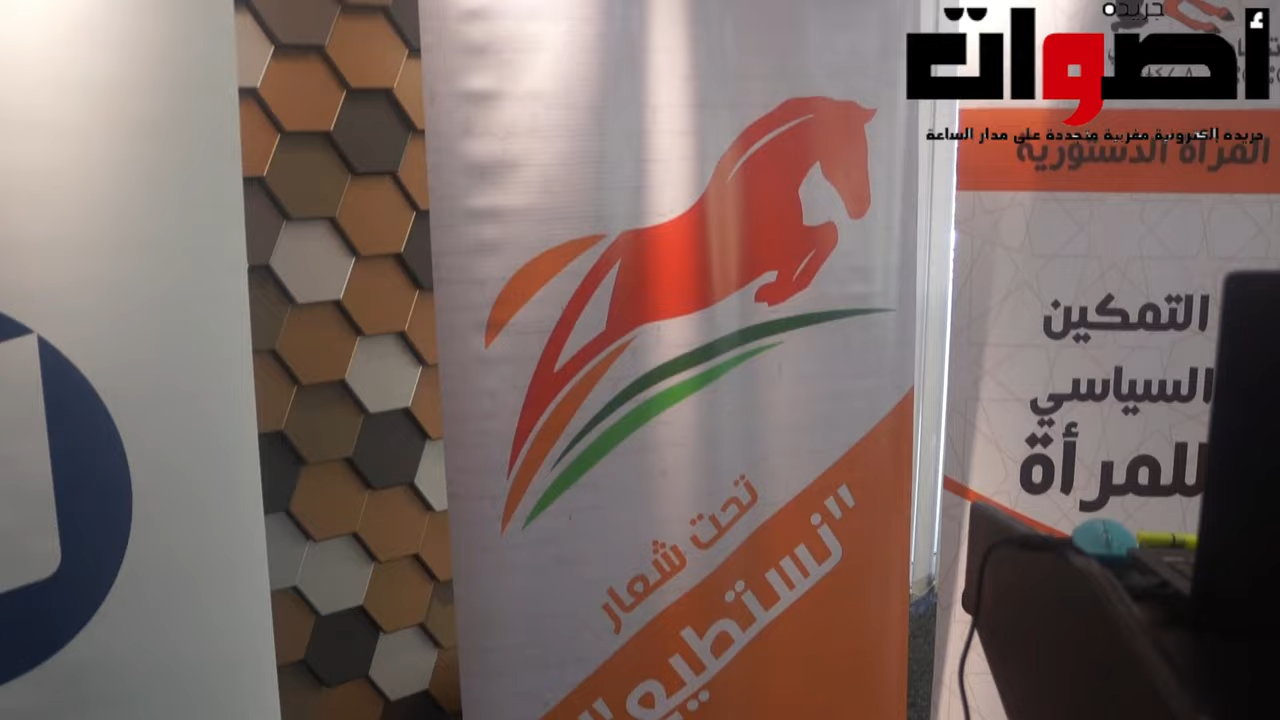 جريدة
أصوات
جريدة إلكترونية مغربية متجددة على مدار الساعة
المرأة الدستورية
التمكين
السياسي
للمرأة
تحت شعار
"نستطيع"